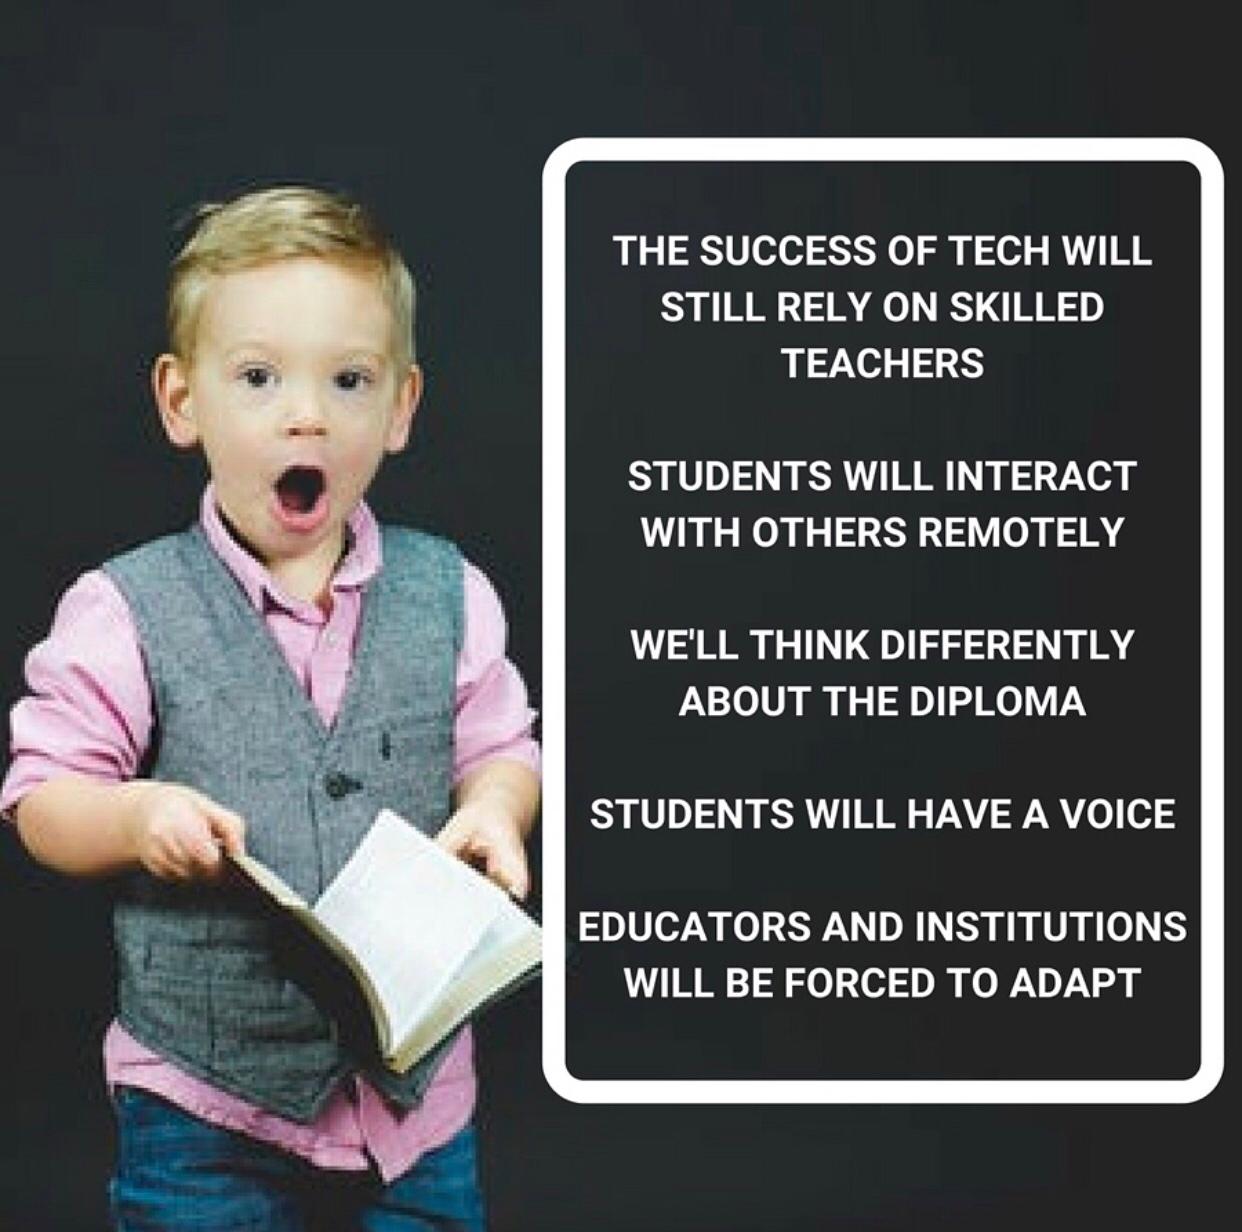 THE SUCCESS OF TECH WILL
STILL RELY ON SKILLED
TEACHERS
STUDENTS WILL INTERACT
WITH OTHERS REMOTELY
WE'LL THINK DIFFERENTLY
ABOUT THE DIPLOMA
STUDENTS WILL HAVE A VOICE
EDUCATORS AND INSTITUTIONS
WILL BE FORCED TO ADAPT